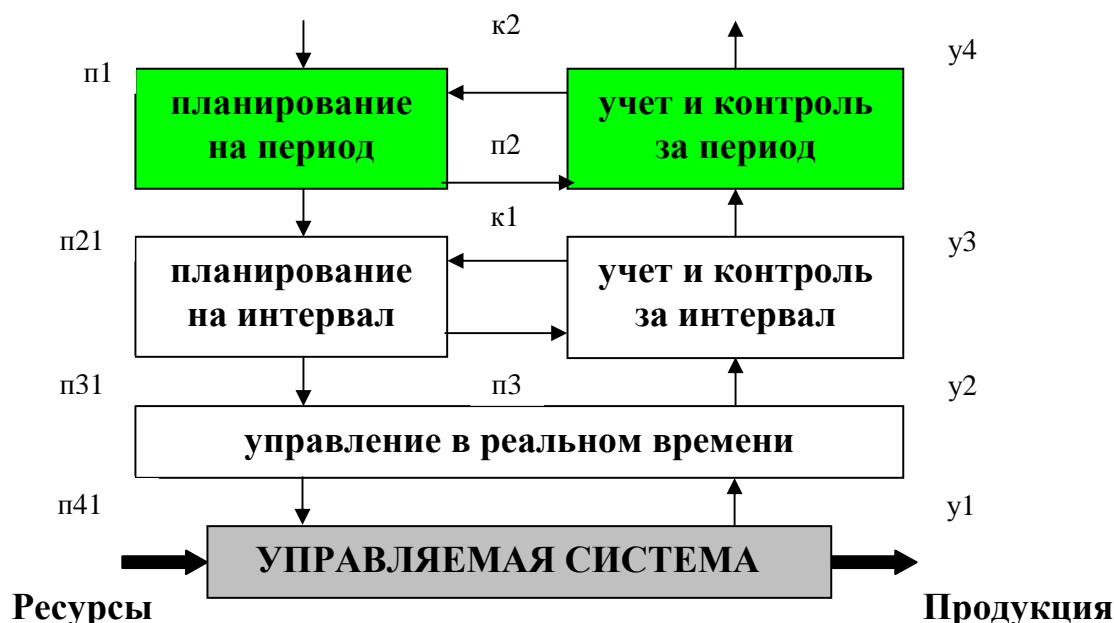 к2
п1
у4
планирование
на период
п2
учет и контроль
за период
к1
п21
у3
планирование
на интервал
учет и контроль
за интервал
п31
п3
у2
управление в реальном времени
п41
у1
УПРАВЛЯЕМАЯ СИСТЕМА
Ресурсы
Продукция